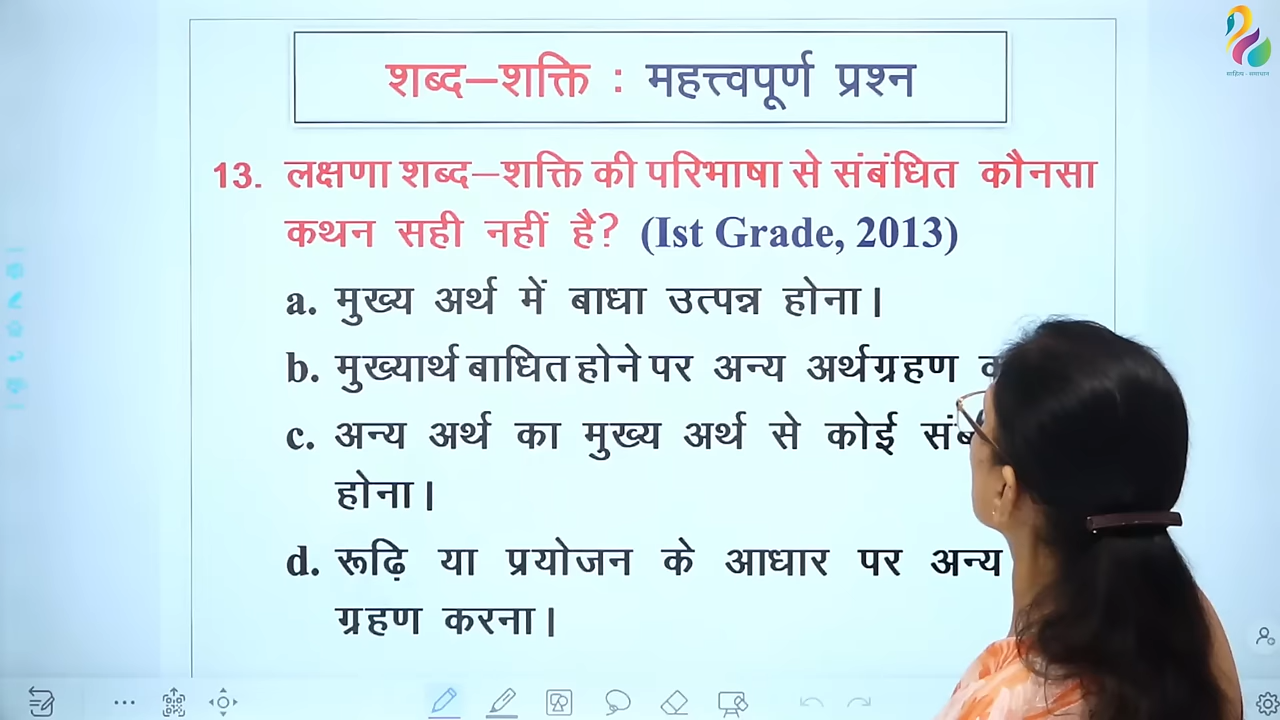 साहित्य - समाधान
शब्द–शक्ति : महत्त्वपूर्ण प्रश्न
13. लक्षणा शब्द–शक्ति की परिभाषा से संबंधित कौनसा
कथन सही नहीं है? (Ist Grade, 2013)
a. मुख्य अर्थ में बाधा उत्पन्न होना।
b. मुख्यार्थ बाधित होने पर अन्य अर्थग्रहण
c. अन्य अर्थ का मुख्य अर्थ से कोई
होना।
d. रूढ़ि या प्रयोजन के आधार पर अन्य
ग्रहण करना।